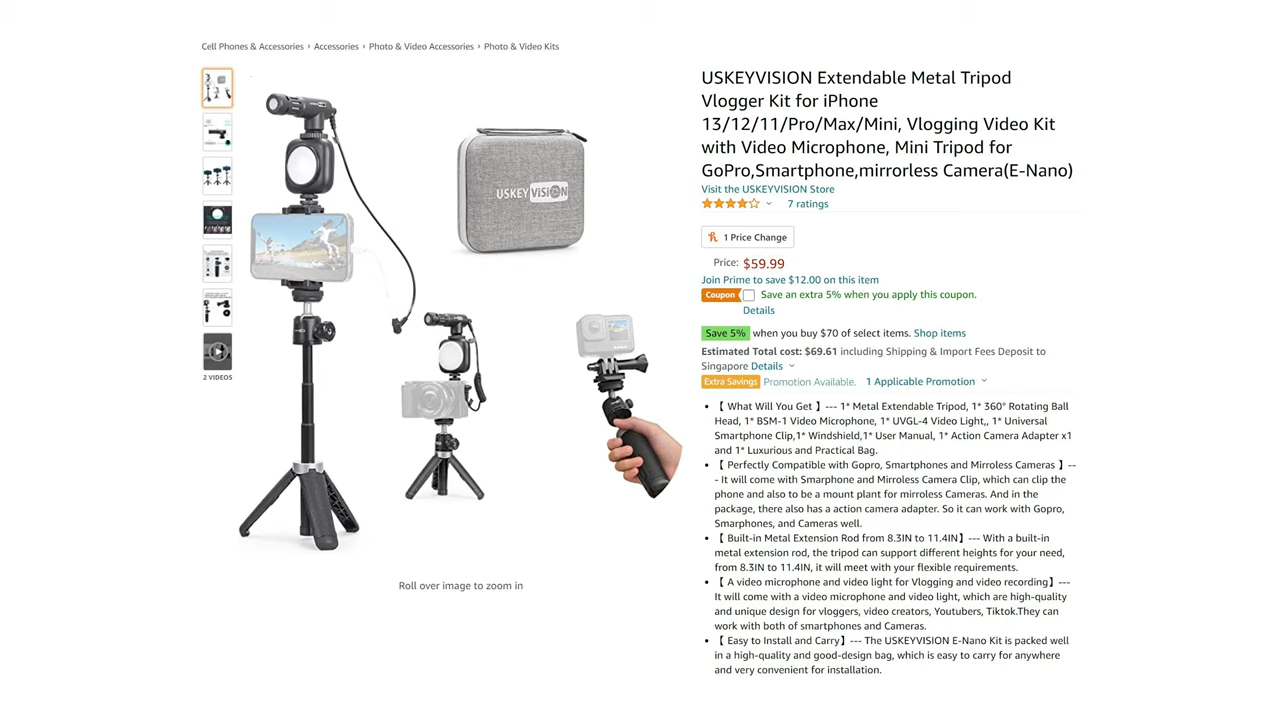 Cell Phones & Accessories › Accessories › Photo & Video Accessories › Photo & Video Kits
2 VIDEOS
USKEYVISION
Roll over image to zoom in
USKEYVISION Extendable Metal Tripod
Vlogger Kit for iPhone
13/12/11/Pro/Max/Mini, Vlogging Video Kit
with Video Microphone, Mini Tripod for
GoPro,Smartphone,mirrorless Camera(E-Nano)
Visit the USKEYVISION Store
7 ratings
1 Price Change
Price: $59.99
Join Prime to save $12.00 on this item
Coupon Save an extra 5% when you apply this coupon.
Details
Save 5% when you buy $70 of select items. Shop items
Estimated Total cost: $69.61 including Shipping & Import Fees Deposit to
Singapore Details
Extra Savings Promotion Available. 1 Applicable Promotion
• 【 What Will You Get 】--- 1* Metal Extendable Tripod, 1* 360° Rotating Ball
Head, 1* BSM-1 Video Microphone, 1* UVGL-4 Video Light,, 1* Universal
Smartphone Clip,1* Windshield,1* User Manual, 1* Action Camera Adapter x1
and 1* Luxurious and Practical Bag.
• 【 Perfectly Compatible with Gopro, Smartphones and Mirroless Cameras 】--
- It will come with Smarphone and Mirroless Camera Clip, which can clip the
phone and also to be a mount plant for mirroless Cameras. And in the
package, there also has a action camera adapter. So it can work with Gopro,
Smarphones, and Cameras well.
• 【 Built-in Metal Extension Rod from 8.3IN to 11.4IN】--- With a built-in
metal extension rod, the tripod can support different heights for your need,
from 8.3IN to 11.4IN, it will meet with your flexible requirements.
• 【 A video microphone and video light for Vlogging and video recording】---
It will come with a video microphone and video light, which are high-quality
and unique design for vloggers, video creators, Youtubers, Tiktok.They can
work with both of smartphones and Cameras.
• 【 Easy to Install and Carry】--- The USKEYVISION E-Nano Kit is packed well
in a high-quality and good-design bag, which is easy to carry for anywhere
and very convenient for installation.